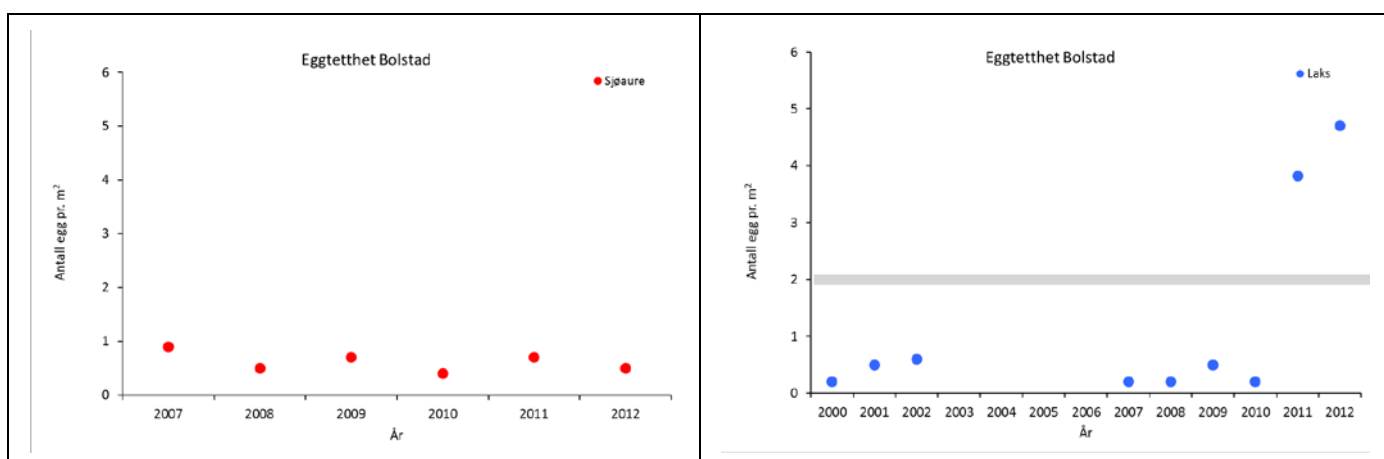 Eggtetthet Bolstad
Sjøaure
6
5
4
3
2
1
0
Antall egg pr. m²
2007 2008 2009 2010 2011 2012
År
Eggtetthet Bolstad
Laks
6
5
4
3
2
1
0
Antall egg pr. m²
2000 2001 2002 2003 2004 2005 2006 2007 2008 2009 2010 2011 2012
År